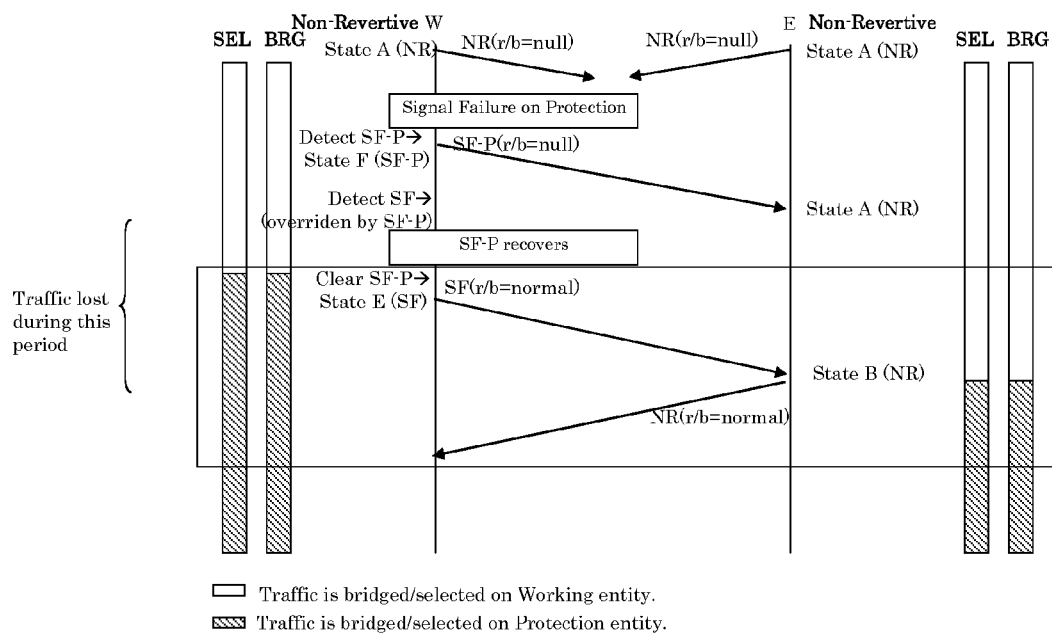 Non-Revertive W
E Non-Revertive
SEL BRG
SEL BRG
State A (NR)
NR(r/b=null)
NR(r/b=null)
State A (NR)
Signal Failure on Protection
Detect SF-P→
State F (SF-P)
SF-P(r/b=null)
Detect SF→
(overriden by SF-P)
State A (NR)
SF-P recovers
Clear SF-P→
State E (SF)
SF(r/b=normal)
Traffic lost
during this
period
State B (NR)
NR(r/b=normal)
Traffic is bridged/selected on Working entity.
Traffic is bridged/selected on Protection entity.